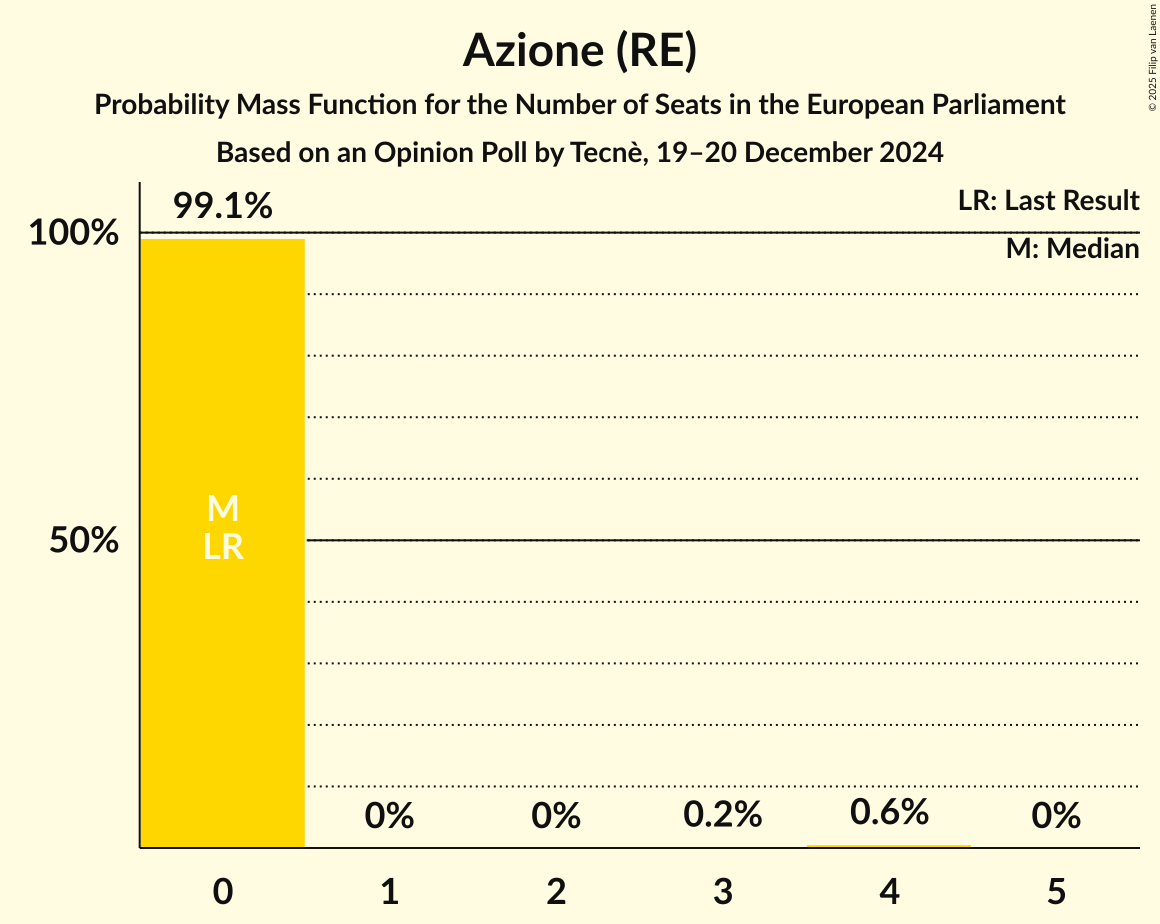 Azione (RE)
Probability Mass Function for the Number of Seats in the European Parliament
Based on an Opinion Poll by Tecnè, 19–20 December 2024
© 2025 Filip van Laenen
LR: Last Result
M: Median
99.1%
100%
50%
M
LR
0%
0%
0.2%
0.6%
0%
0
1
2
3
4
5